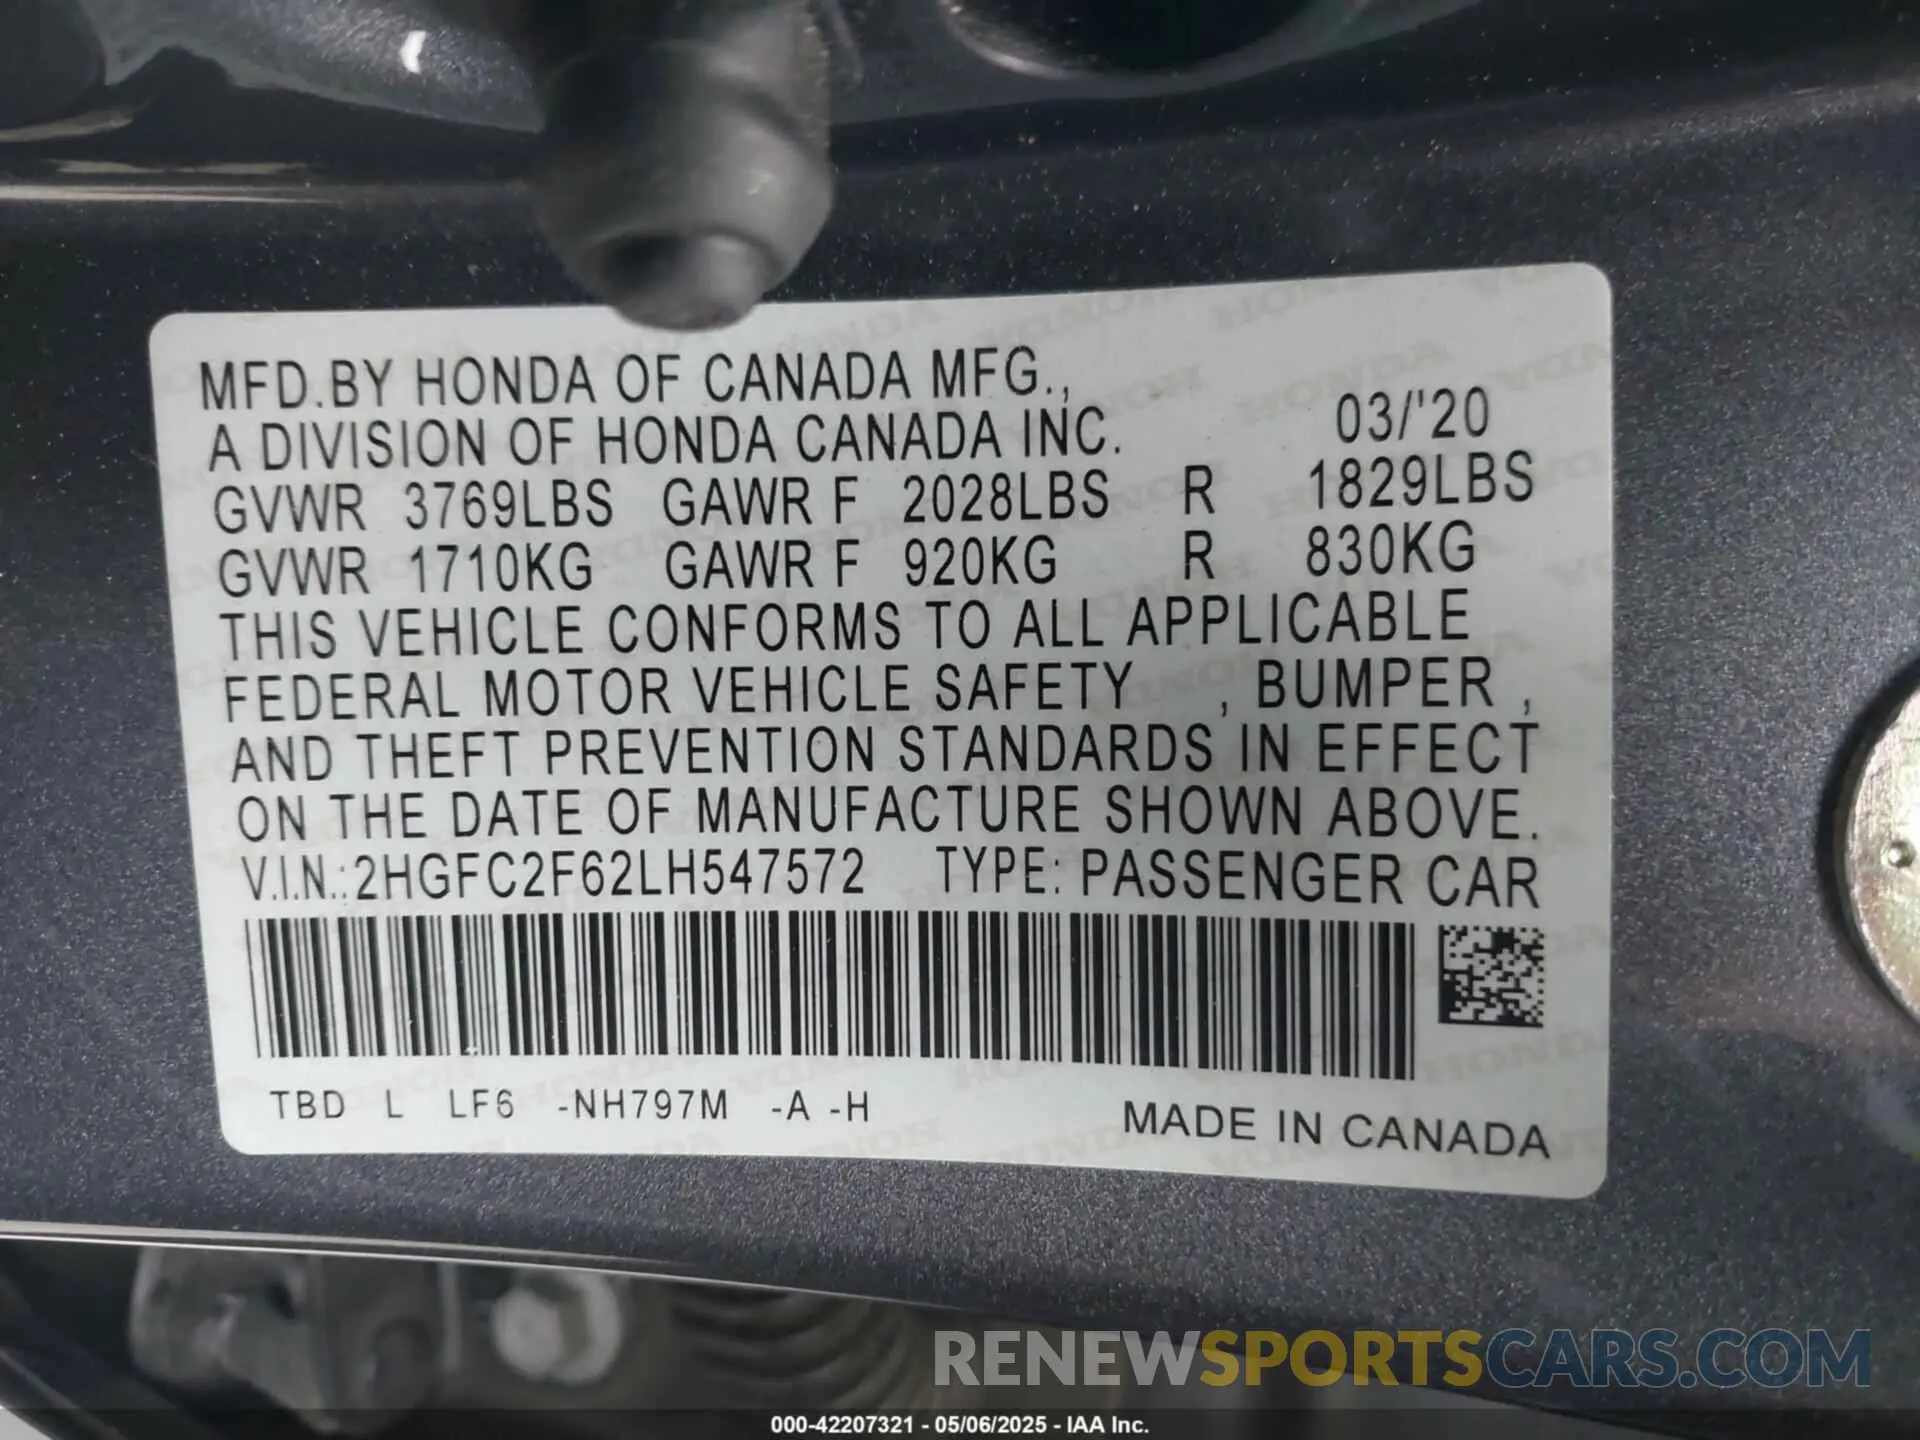 MFD.BY HONDA OF CANADA MFG.,
A DIVISION OF HONDA CANADA INC. 03/'20
GVWR 3769LBS GAWR F 2028LBS R 1829LBS
GVWR 1710KG GAWR F 920KG R 830KG
THIS VEHICLE CONFORMS TO ALL APPLICABLE
FEDERAL MOTOR VEHICLE SAFETY , BUMPER ,
AND THEFT PREVENTION STANDARDS IN EFFECT
ON THE DATE OF MANUFACTURE SHOWN ABOVE.
V.I.N.:2HGFC2F62LH547572 TYPE: PASSENGER CAR
TBD L LF6 -NH797M -A -H
MADE IN CANADA
RENEWSPORTSCARS.COM
000-42207321 - 05/06/2025 - IAA Inc.